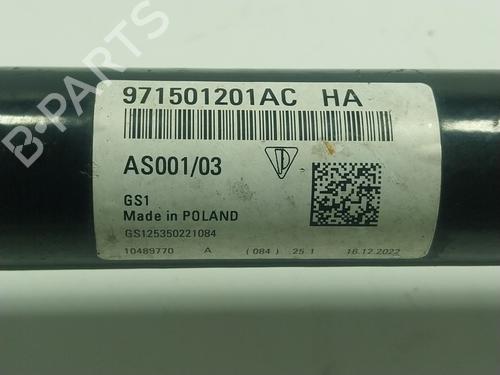 971501201AC HA
AS001/03
GS1
Made in POLAND
GS125350221084
10489770 A (084) 25.1 16.12.2022
B-PARTS